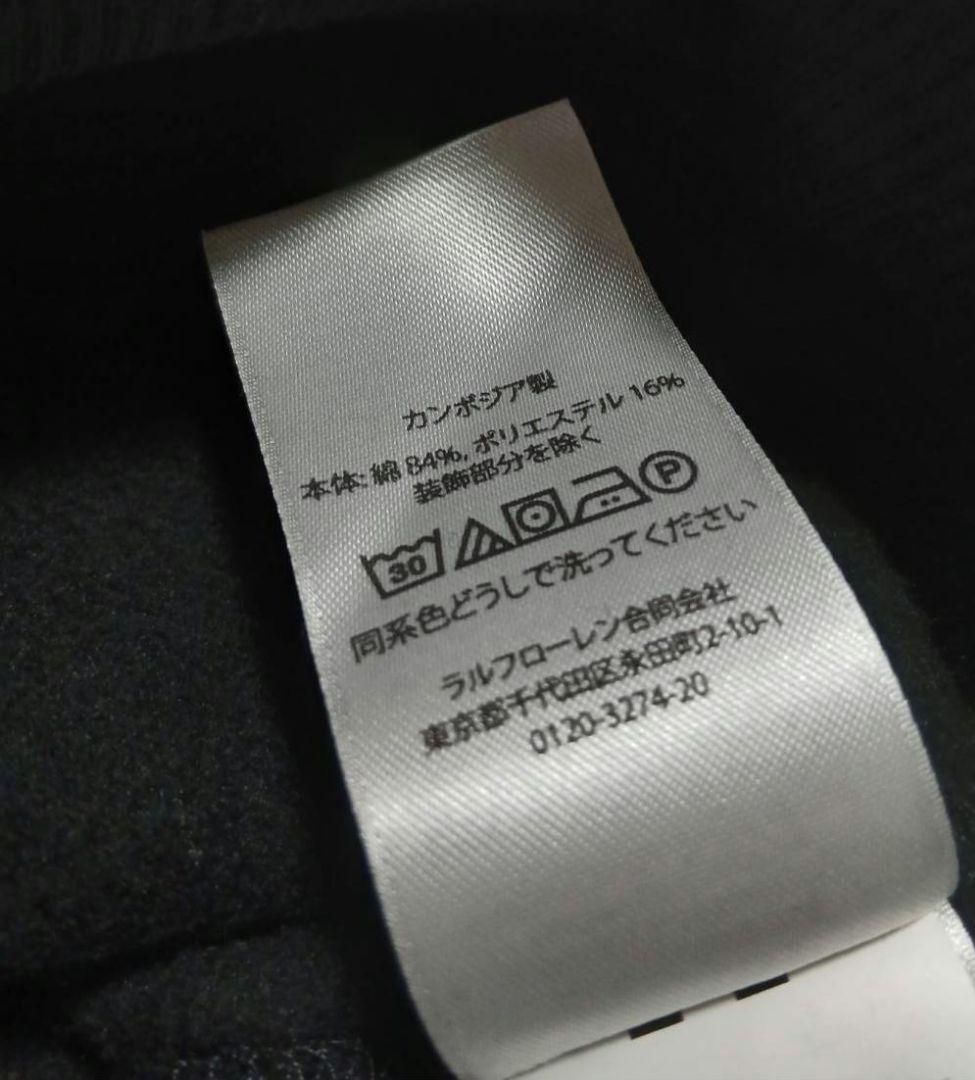 カンボジア製
本体: 綿 84%, ポリエステル 16%
装飾部分を除く
30 P
同系色どうしで洗ってください
ラルフローレン合同会社
東京都千代田区永田町2-10-1
0120-3274-20